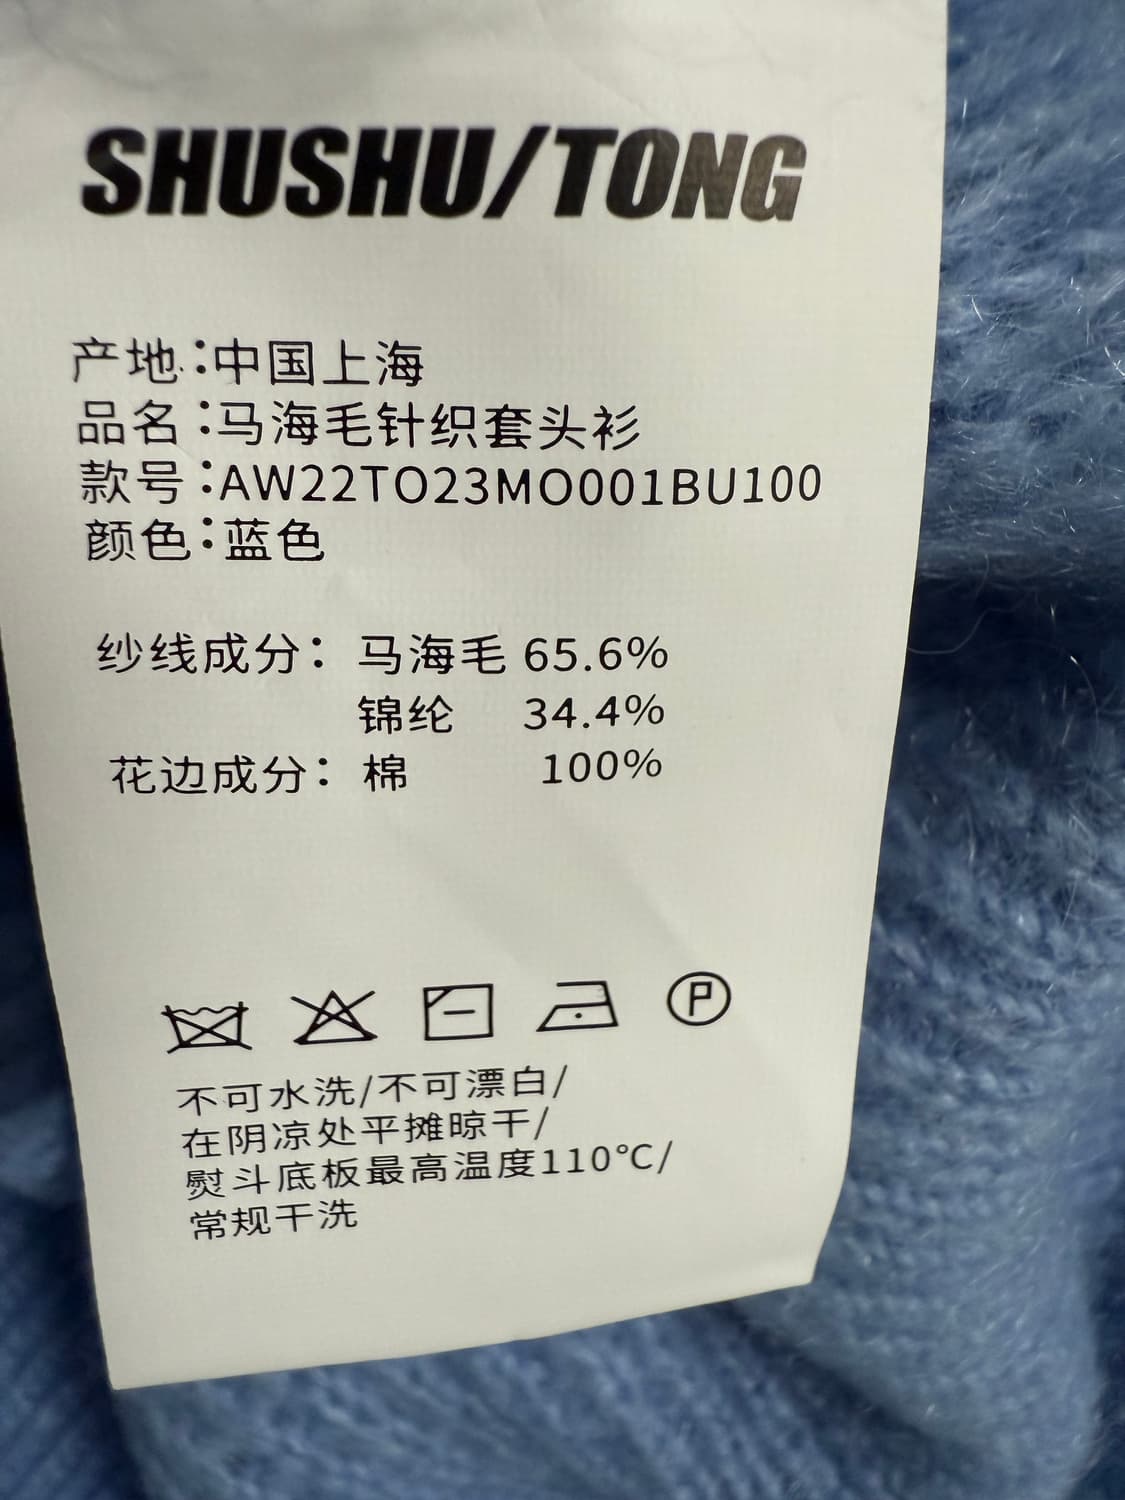 SHUSHU/TONG
产地:中国上海
品名:马海毛针织套头衫
款号:AW22TO23MO001BU100
颜色:蓝色
纱线成分: 马海毛 65.6%
锦纶 34.4%
花边成分: 棉 100%
P
不可水洗/不可漂白/
在阴凉处平摊晾干/
熨斗底板最高温度110℃/
常规干洗